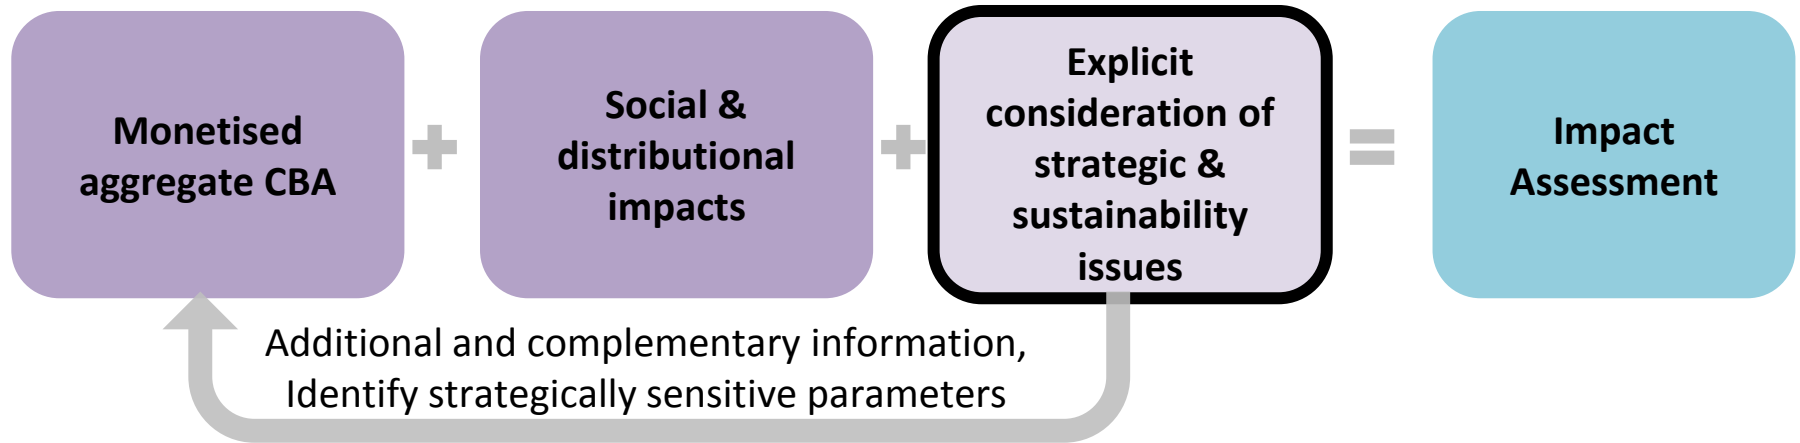 Monetised
aggregate CBA
+
Social &
distributional
impacts
+
Explicit
consideration of
strategic &
sustainability
issues
=
Impact
Assessment
Additional and complementary information,
Identify strategically sensitive parameters